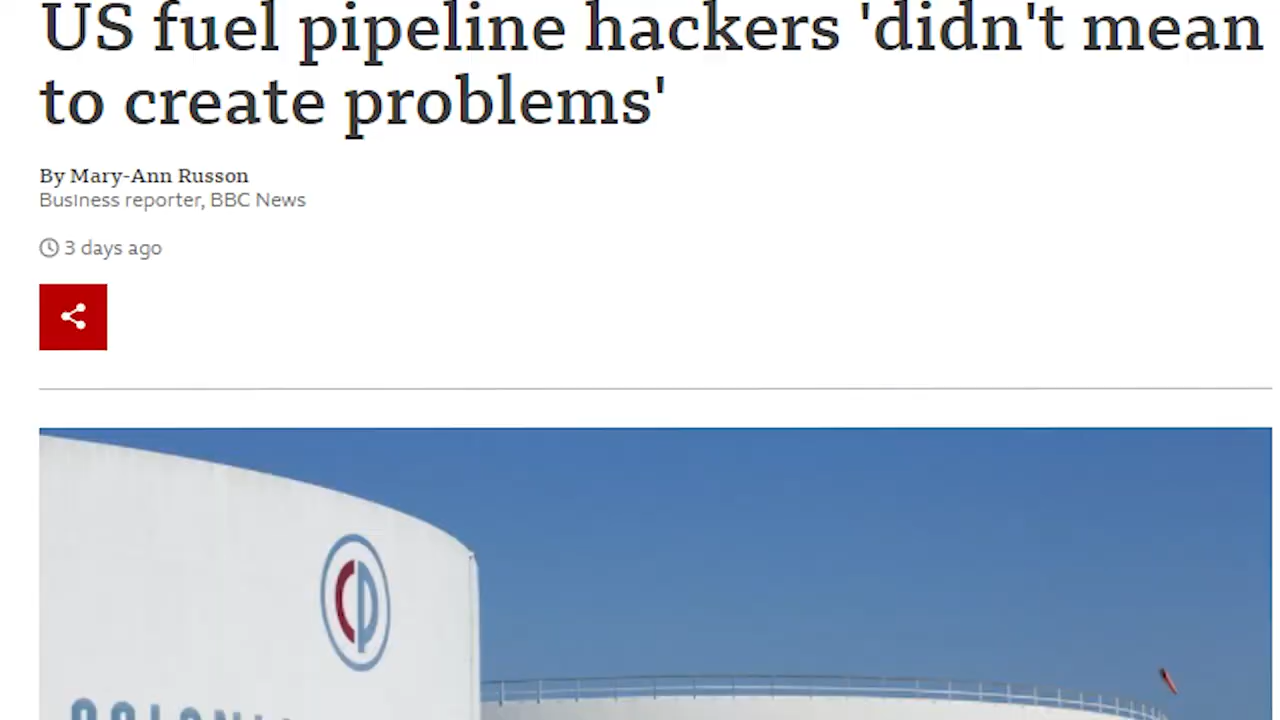 US fuel pipeline hackers 'didn't mean
to create problems'
By Mary-Ann Russon
Business reporter, BBC News
3 days ago
CP